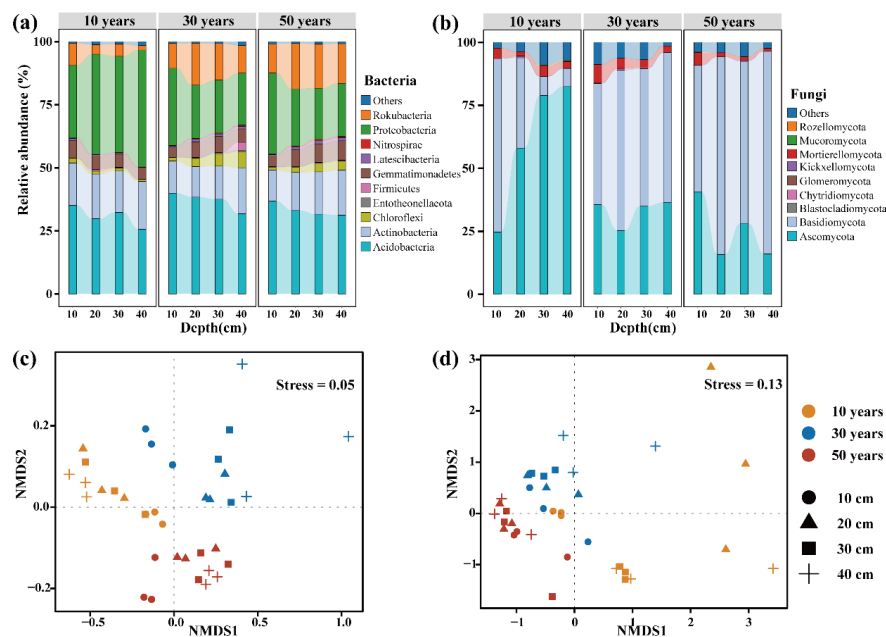 (a)
10 years 30 years 50 years
Relative abundance (%)
100
75
50
25
0
10 20 30 40 10 20 30 40 10 20 30 40
Depth(cm)
Bacteria
Others
Rokubacteria
Proteobacteria
Nitrospirae
Latescibacteria
Gemmatimonadetes
Firmicutes
Entotheonellaeota
Chloroflexi
Actinobacteria
Acidobacteria
(b)
10 years 30 years 50 years
100
75
50
25
0
10 20 30 40 10 20 30 40 10 20 30 40
Depth(cm)
Fungi
Others
Rozellomycota
Mucoromycota
Mortierellomycota
Kickxellomycota
Glomeromycota
Chytridiomycota
Blastocladiomycota
Basidiomycota
Ascomycota
(c)
Stress = 0.05
NMDS2
0.2
0.0
-0.2
-0.5 0.0 0.5 1.0
NMDS1
(d)
Stress = 0.13
NMDS2
3
2
1
0
-1
-1 0 1 2 3
NMDS1
10 years
30 years
50 years
10 cm
20 cm
30 cm
40 cm